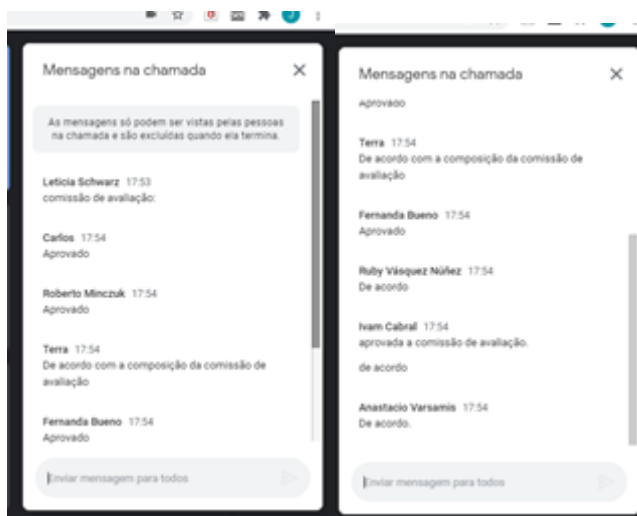 Mensagens na chamada
As mensagens só podem ser vistas pelas pessoas
na chamada e são excluídas quando ela termina.
Leticia Schwarz 17:53
comissão de avaliação:
Carlos 17:54
Aprovado
Roberto Minczuk 17:54
Aprovado
Terra 17:54
De acordo com a composição da comissão de
avaliação
Fernanda Bueno 17:54
Aprovado
Enviar mensagem para todos
Mensagens na chamada
Aprovado
Terra 17:54
De acordo com a composição da comissão de
avaliação
Fernanda Bueno 17:54
Aprovado
Ruby Vásquez Núñez 17:54
De acordo
Ivam Cabral 17:54
aprovada a comissão de avaliação.
de acordo
Anastacio Varsamis 17:54
De acordo.
Enviar mensagem para todos